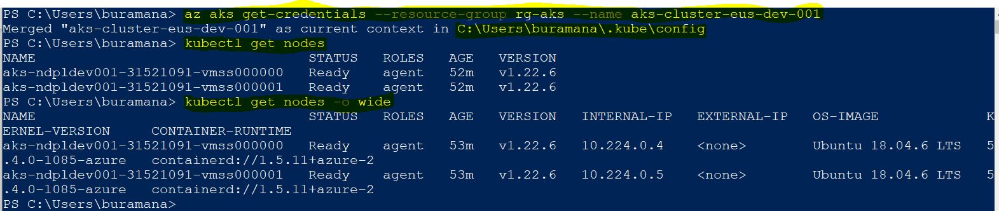 PS C:\Users\buramana> az aks get-credentials --resource-group rg-aks --name aks-cluster-eus-dev-001
Merged "aks-cluster-eus-dev-001" as current context in C:\Users\buramana\.kube\config
PS C:\Users\buramana> kubectl get nodes
NAME                                STATUS   ROLES   AGE   VERSION
aks-ndpldev001-31521091-vmss000000   Ready    agent   52m   v1.22.6
aks-ndpldev001-31521091-vmss000001   Ready    agent   52m   v1.22.6
PS C:\Users\buramana> kubectl get nodes -o wide
NAME                                STATUS   ROLES   AGE   VERSION   INTERNAL-IP   EXTERNAL-IP   OS-IMAGE             K
ERNEL-VERSION     CONTAINER-RUNTIME
aks-ndpldev001-31521091-vmss000000   Ready    agent   53m   v1.22.6   10.224.0.4    <none>        Ubuntu 18.04.6 LTS   5
.4.0-1085-azure   containerd://1.5.11+azure-2
aks-ndpldev001-31521091-vmss000001   Ready    agent   53m   v1.22.6   10.224.0.5    <none>        Ubuntu 18.04.6 LTS   5
.4.0-1085-azure   containerd://1.5.11+azure-2
PS C:\Users\buramana>